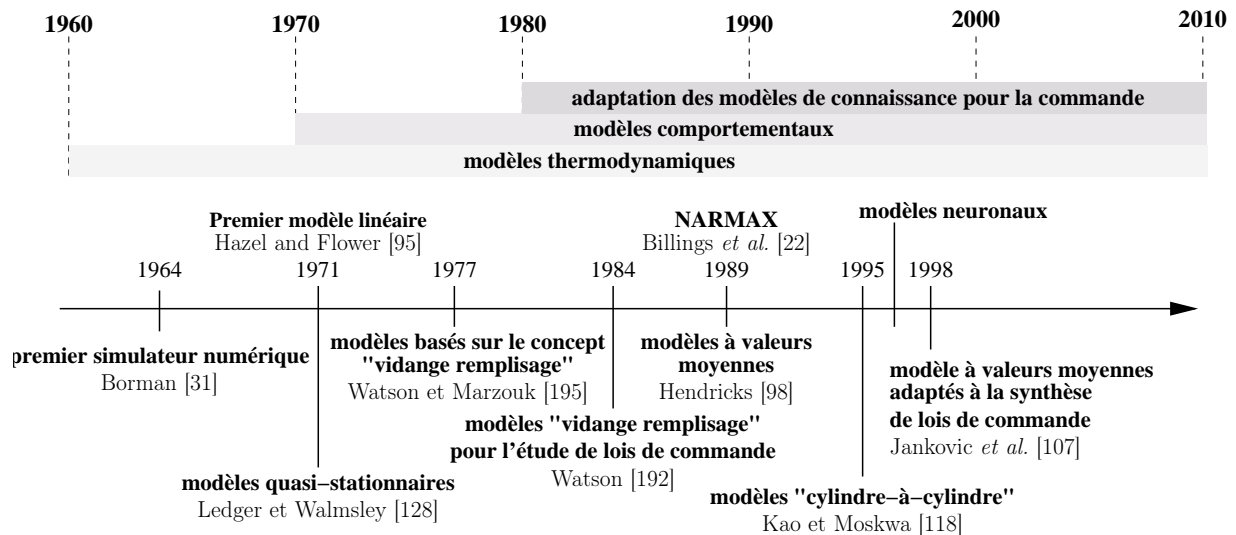 1960 1970 1980 1990 2000 2010
adaptation des modèles de connaissance pour la commande
modèles comportementaux
modèles thermodynamiques
Premier modèle linéaire
Hazel and Flower [95]
NARMAX
Billings et al. [22]
modèles neuronaux
1964 1971 1977 1984 1989 1995 1998
premier simulateur numérique
Borman [31]
modèles basés sur le concept
"vidange remplisage"
Watson et Marzouk [195]
modèles à valeurs
moyennes
Hendricks [98]
modèle à valeurs moyennes
adaptés à la synthèse
de lois de commande
Jankovic et al. [107]
modèles "vidange remplisage"
pour l'étude de lois de commande
Watson [192]
modèles quasi−stationnaires
Ledger et Walmsley [128]
modèles "cylindre−à−cylindre"
Kao et Moskwa [118]